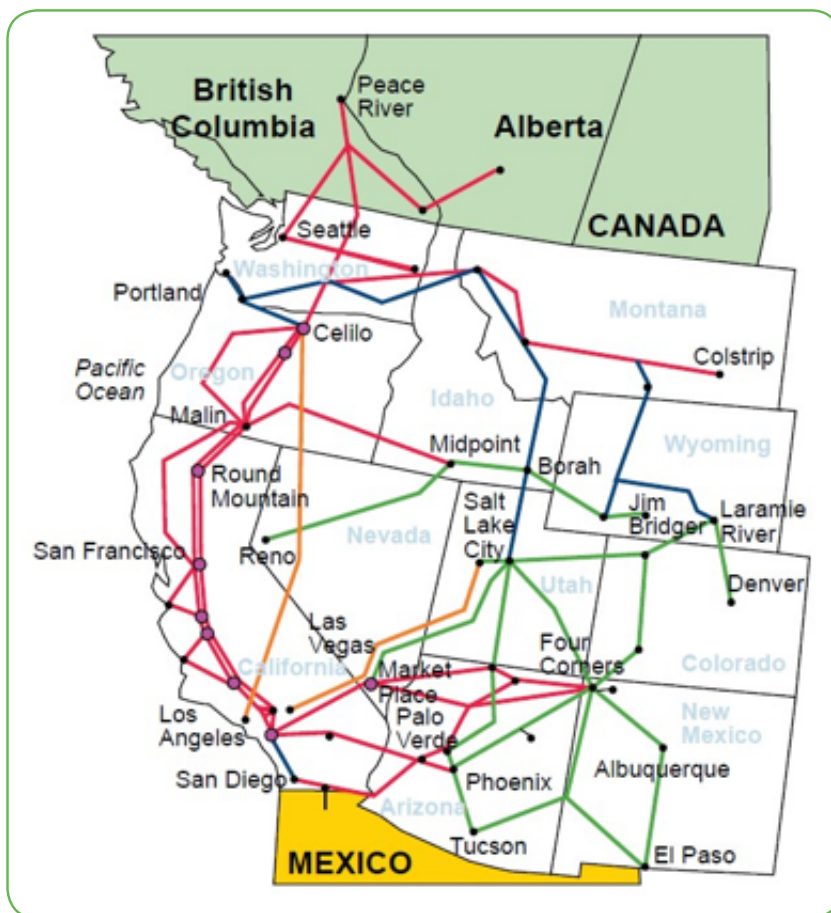 British
Columbia
Peace
River
Alberta
CANADA
Seattle
Washington
Portland
Montana
Celilo
Pacific
Ocean
Oregon
Colstrip
Idaho
Malin
Midpoint
Wyoming
Borah
Round
Mountain
Salt
Lake
City
Jim
Bridger
Laramie
River
San Francisco
Reno
Nevada
Utah
Denver
Las
Vegas
Four
Corners
California
Market
Place
Colorado
Los
Angeles
Palo
Verde
New
Mexico
San Diego
Phoenix
Albuquerque
Arizona
Tucson
El Paso
MEXICO